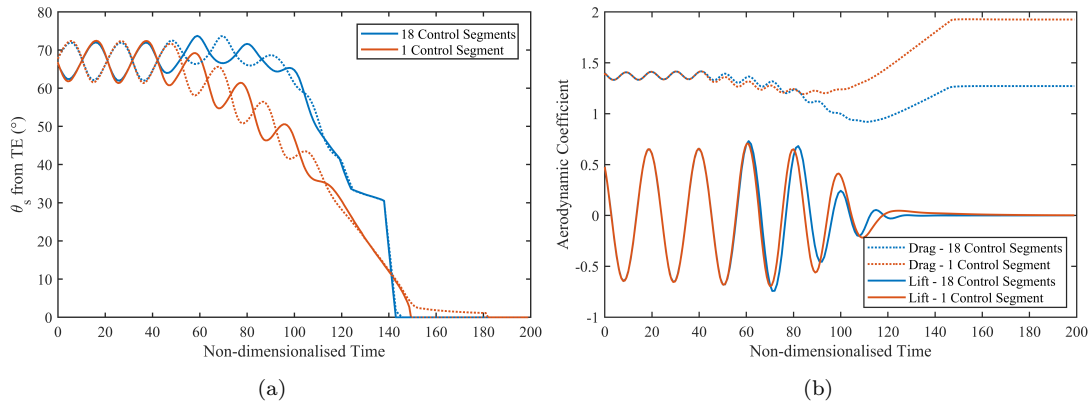 80
70
60
50
40
30
20
10
0
0 20 40 60 80 100 120 140 160 180 200
θs from TE (°)
Non-dimensionalised Time
18 Control Segments
1 Control Segment
(a)
2
1.5
1
0.5
0
-0.5
-1
0 20 40 60 80 100 120 140 160 180 200
Aerodynamic Coefficient
Non-dimensionalised Time
Drag - 18 Control Segments
Drag - 1 Control Segment
Lift - 18 Control Segments
Lift - 1 Control Segment
(b)